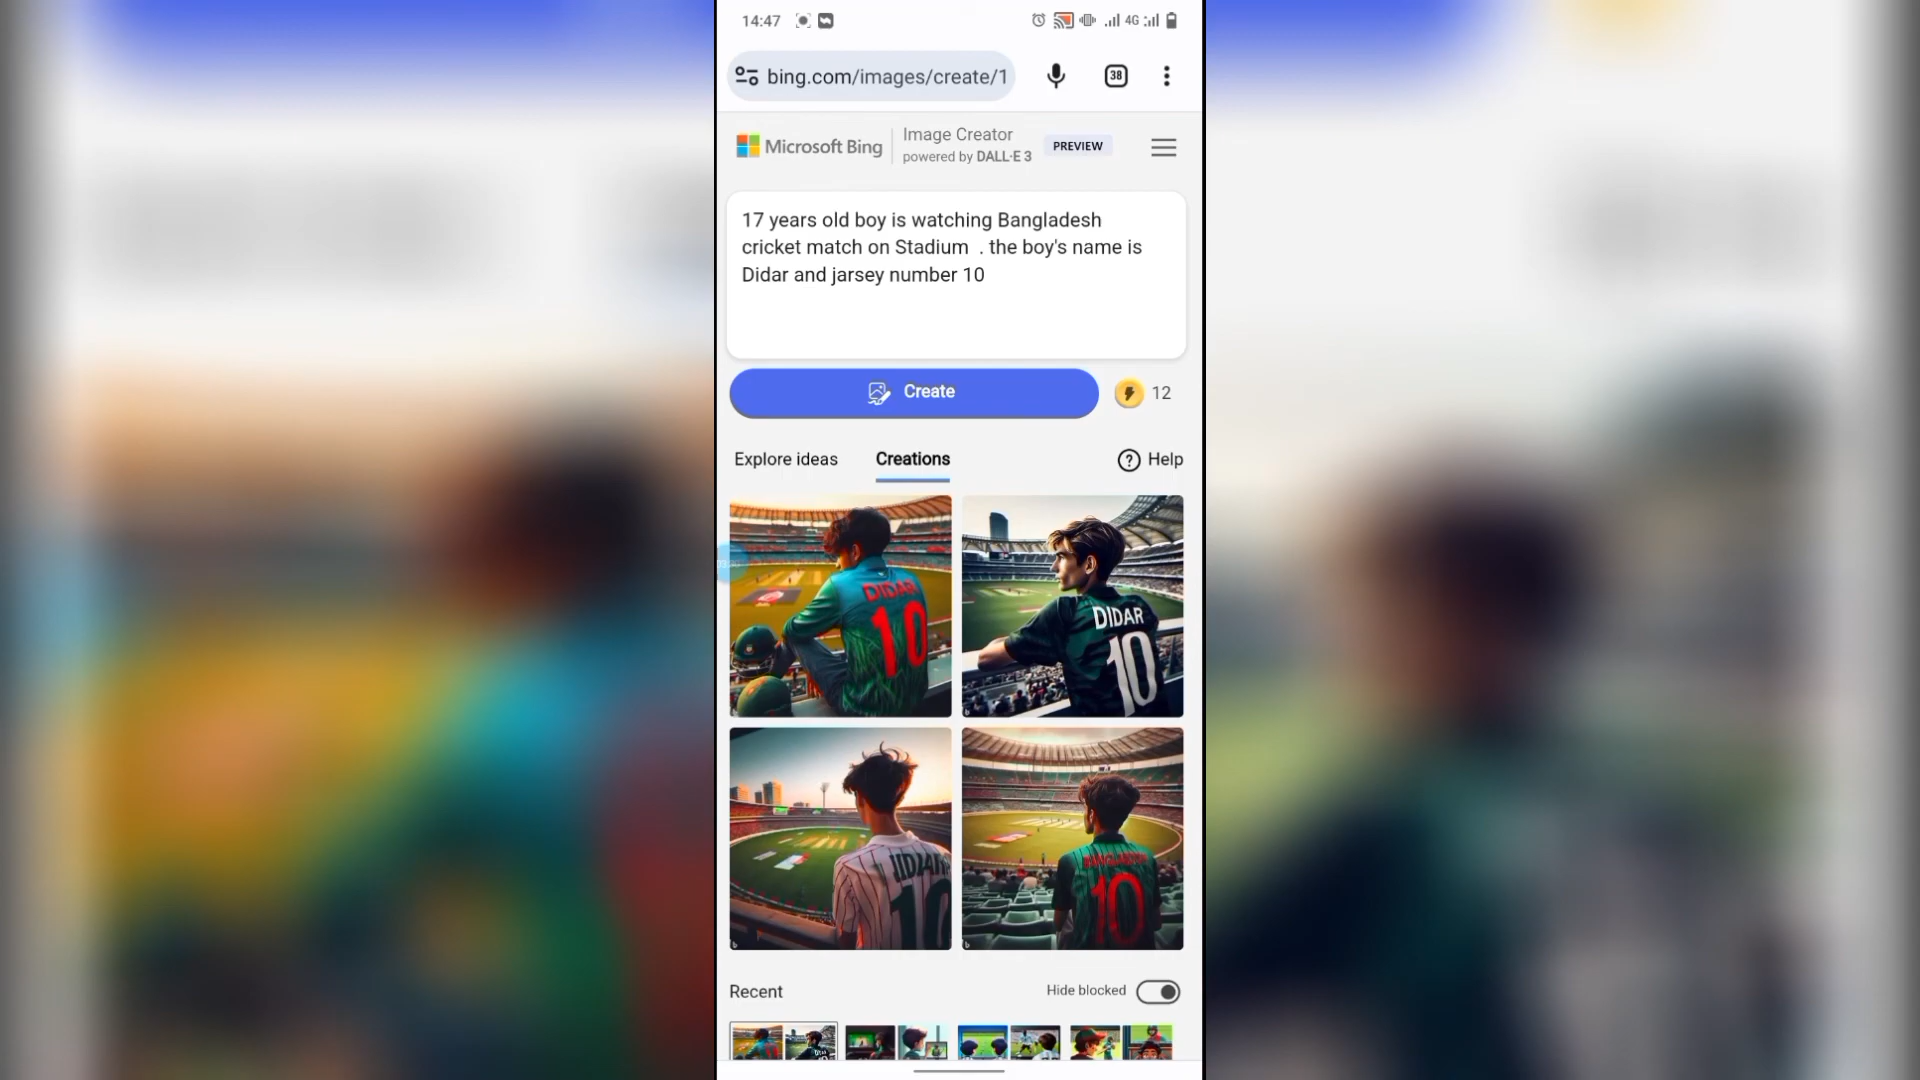 14:47
4G
bing.com/images/create/1
38
Microsoft Bing
Image Creator
powered by DALL·E 3
PREVIEW
17 years old boy is watching Bangladesh
cricket match on Stadium . the boy's name is
Didar and jarsey number 10
Create
12
Explore ideas
Creations
Help
DIDAR
10
DIDAR
10
10
10
Recent
Hide blocked